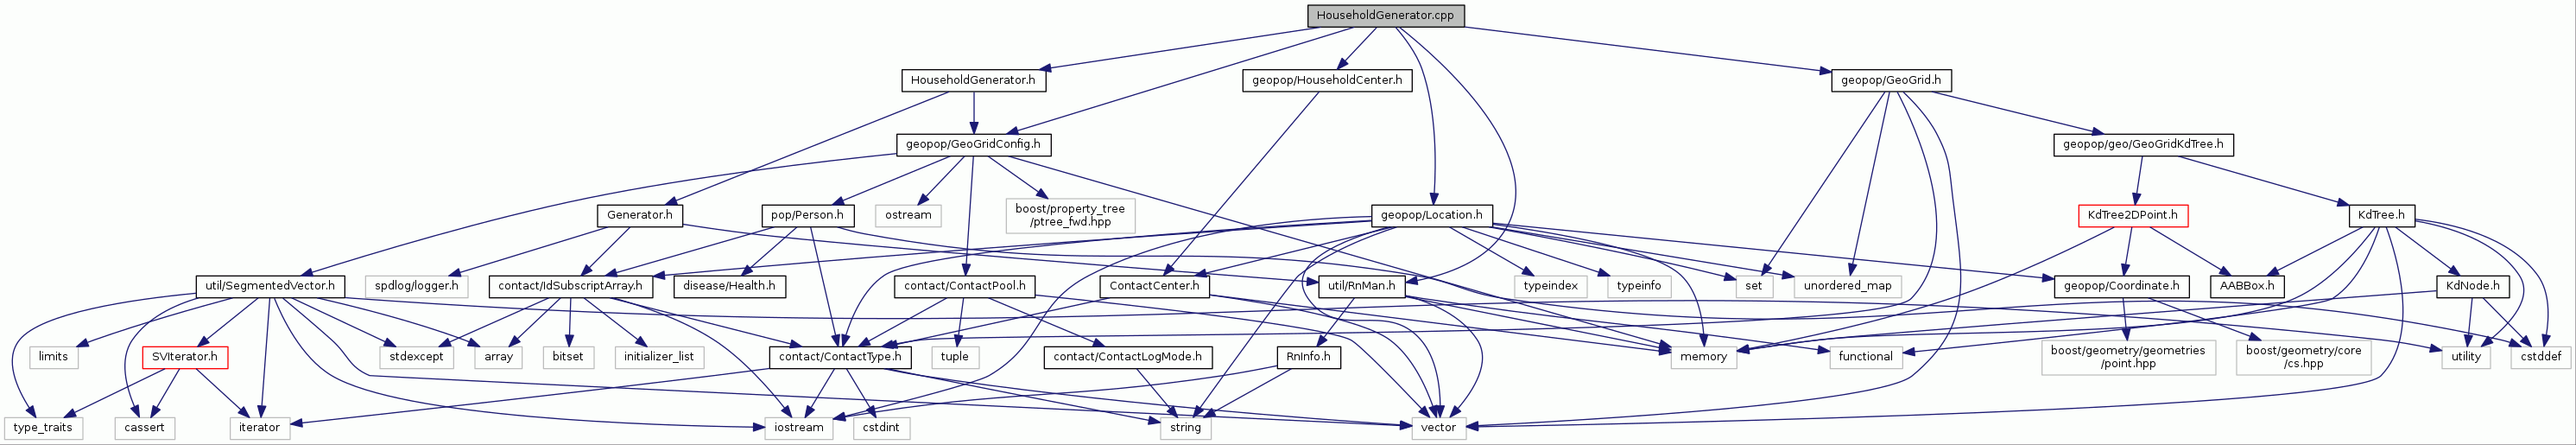 HouseholdGenerator.cpp
HouseholdGenerator.h
geopop/HouseholdCenter.h
geopop/GeoGrid.h
geopop/GeoGridConfig.h
geopop/geo/GeoGridKdTree.h
Generator.h
pop/Person.h
ostream
boost/property_tree
/ptree_fwd.hpp
geopop/Location.h
KdTree2DPoint.h
KdTree.h
util/SegmentedVector.h
spdlog/logger.h
contact/IdSubscriptArray.h
disease/Health.h
contact/ContactPool.h
ContactCenter.h
util/RnMan.h
typeindex
typeinfo
set
unordered_map
geopop/Coordinate.h
AABBox.h
KdNode.h
limits
SVIterator.h
stdexcept
array
bitset
initializer_list
contact/ContactType.h
tuple
contact/ContactLogMode.h
RnInfo.h
memory
functional
boost/geometry/geometries
/point.hpp
boost/geometry/core
/cs.hpp
utility
cstddef
type_traits
cassert
iterator
iostream
cstdint
string
vector